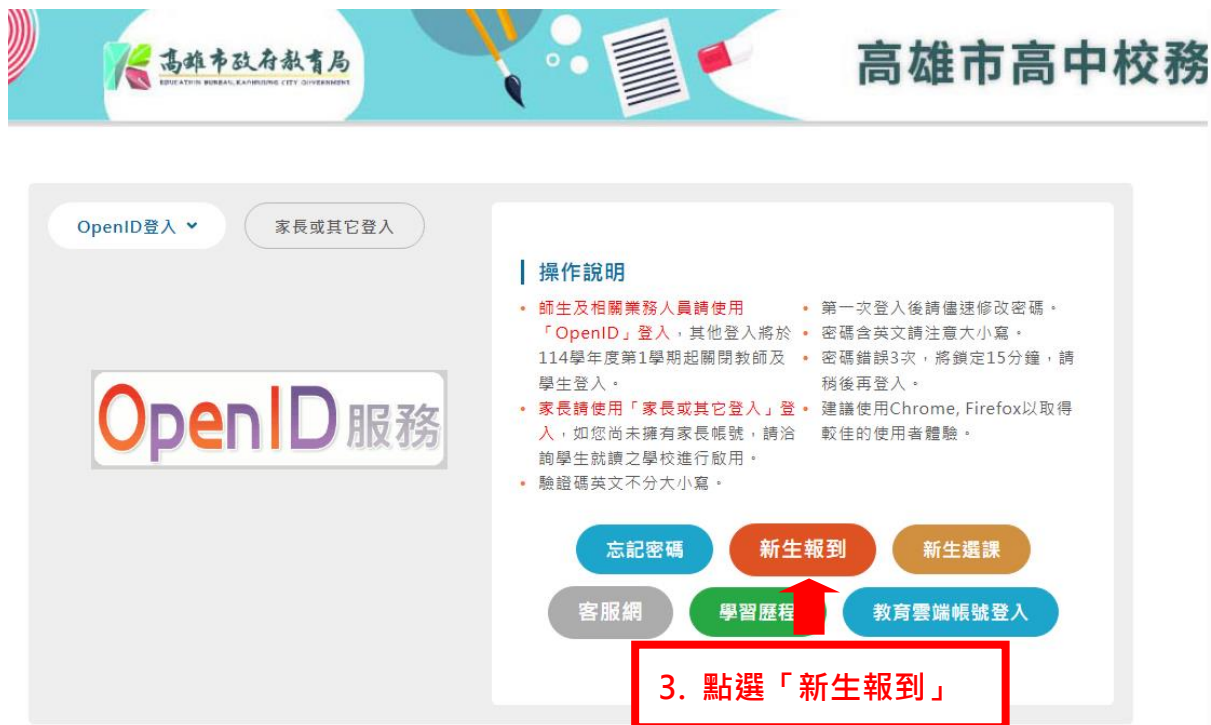 高雄市政府教育局
EDUCATION BUREAU, KAOHSIUNG CITY GOVERNMENT
高雄市高中校務
OpenID登入
家長或其它登入
OpenID服務
操作說明
• 師生及相關業務人員請使用
「OpenID」登入，其他登入將於
114學年度第1學期起關閉教師及
學生登入。
• 家長請使用「家長或其它登入」登
入，如您尚未擁有家長帳號，請洽
詢學生就讀之學校進行啟用。
• 驗證碼英文不分大小寫。
• 第一次登入後請儘速修改密碼。
• 密碼含英文請注意大小寫。
• 密碼錯誤3次，將鎖定15分鐘，請
稍後再登入。
• 建議使用Chrome, Firefox以取得
較佳的使用者體驗。
忘記密碼
新生報到
新生選課
客服網
學習歷程
教育雲端帳號登入
3. 點選「新生報到」